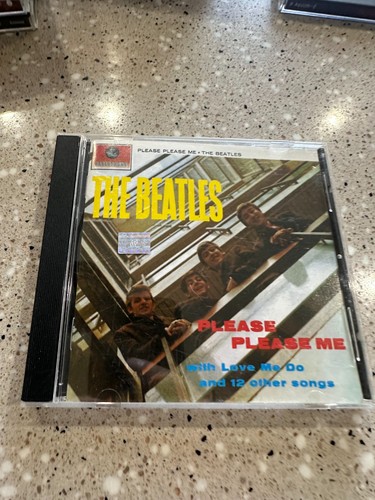 PLEASE PLEASE ME • THE BEATLES
THE BEATLES
PLEASE
PLEASE ME
with Love Me Do
and 12 other songs